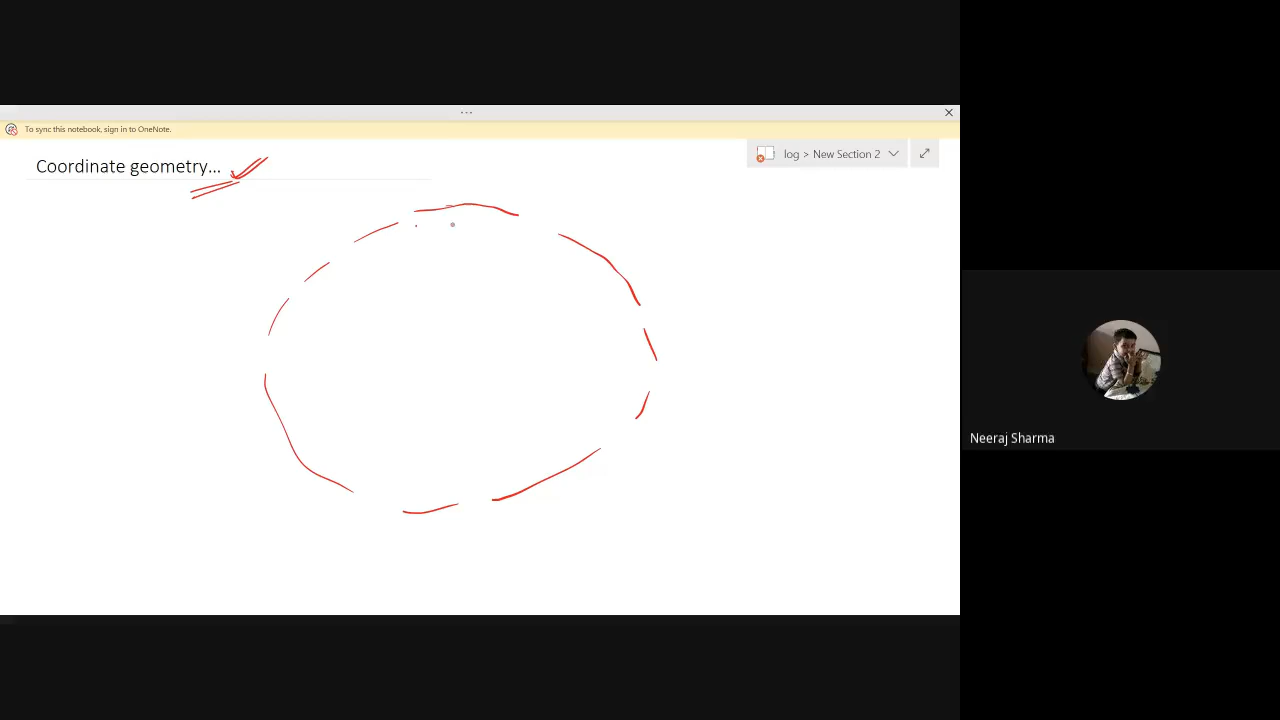 To sync this notebook, sign in to OneNote.
Coordinate geometry...
log > New Section 2
Neeraj Sharma